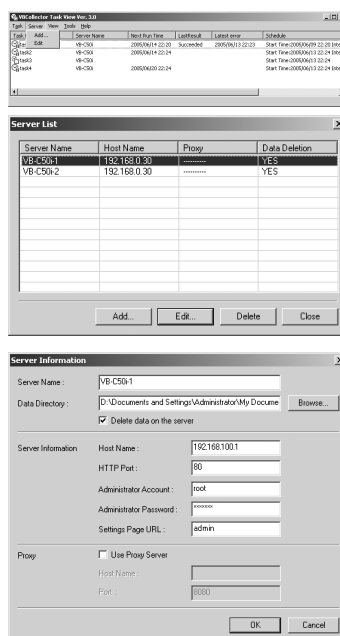 VBCollector Task View Ver. 3.0
Task Server View Tools Help
Add...
Edit
Server Name Next Run Time LastResult Latest error Schedule
VB-C50i 2005/06/14 22:20 Succeeded 2005/06/13 22:23 Start Time:2005/06/09 22:20 Inte
task2 VB-C50i 2005/06/14 22:24 Start Time:2005/06/13 22:24 Inte
task3 VB-C50i Start Time:2005/06/13 22:24
task4 VB-C50i 2005/06/20 22:24 Start Time:2005/06/13 22:24 Inte
Server List
Server Name Host Name Proxy Data Deletion
VB-C50i-1 192.168.0.30 ---------- YES
VB-C50i-2 192.168.0.30 ---------- YES
Add... Edit... Delete Close
Server Information
Server Name : VB-C50i-1
Data Directory : D:\Documents and Settings\Administrator\My Docume Browse...
Delete data on the server
Server Information Host Name : 192.168.100.1
HTTP Port : 80
Administrator Account : root
Administrator Password : ******
Settings Page URL : admin
Proxy Use Proxy Server
Host Name :
Port : 8080
OK Cancel